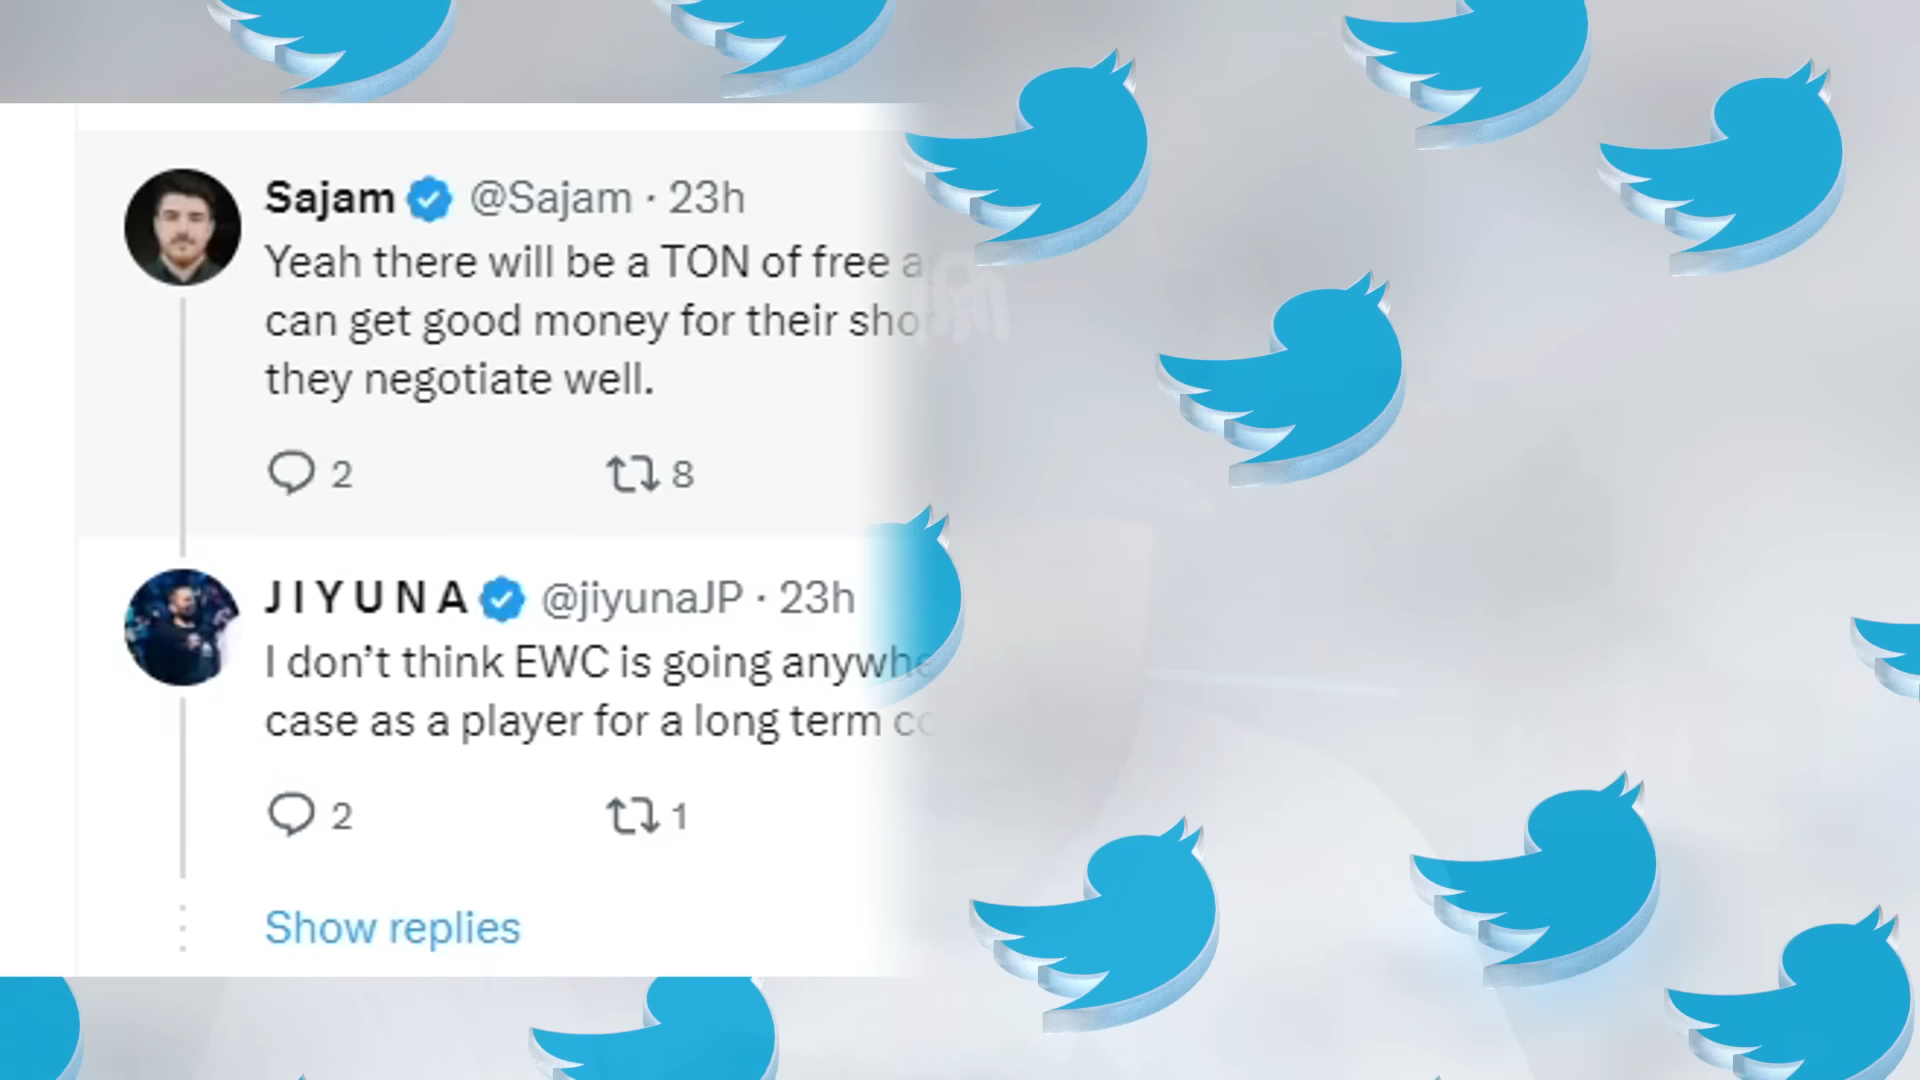 Sajam @Sajam · 23h
Yeah there will be a TON of free
can get good money for their
they negotiate well.
2 8
J I Y U N A @jiyunaJP · 23h
I don’t think EWC is going
case as a player for a long term
2 1
Show replies